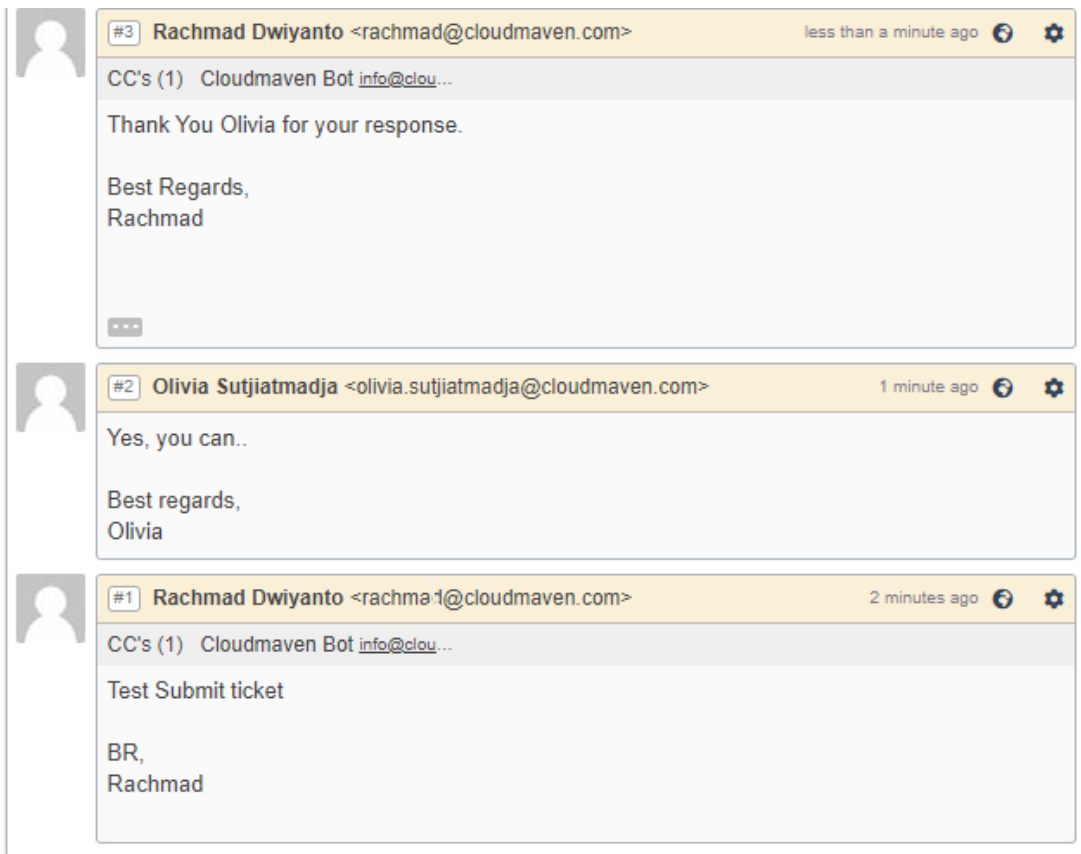 #3 Rachmad Dwiyanto <rachmad@cloudmaven.com> less than a minute ago
CC's (1) Cloudmaven Bot info@clou...
Thank You Olivia for your response.
Best Regards,
Rachmad
#2 Olivia Sutjiatmadja <olivia.sutjiatmadja@cloudmaven.com> 1 minute ago
Yes, you can..
Best regards,
Olivia
#1 Rachmad Dwiyanto <rachmad@cloudmaven.com> 2 minutes ago
CC's (1) Cloudmaven Bot info@clou...
Test Submit ticket
BR,
Rachmad